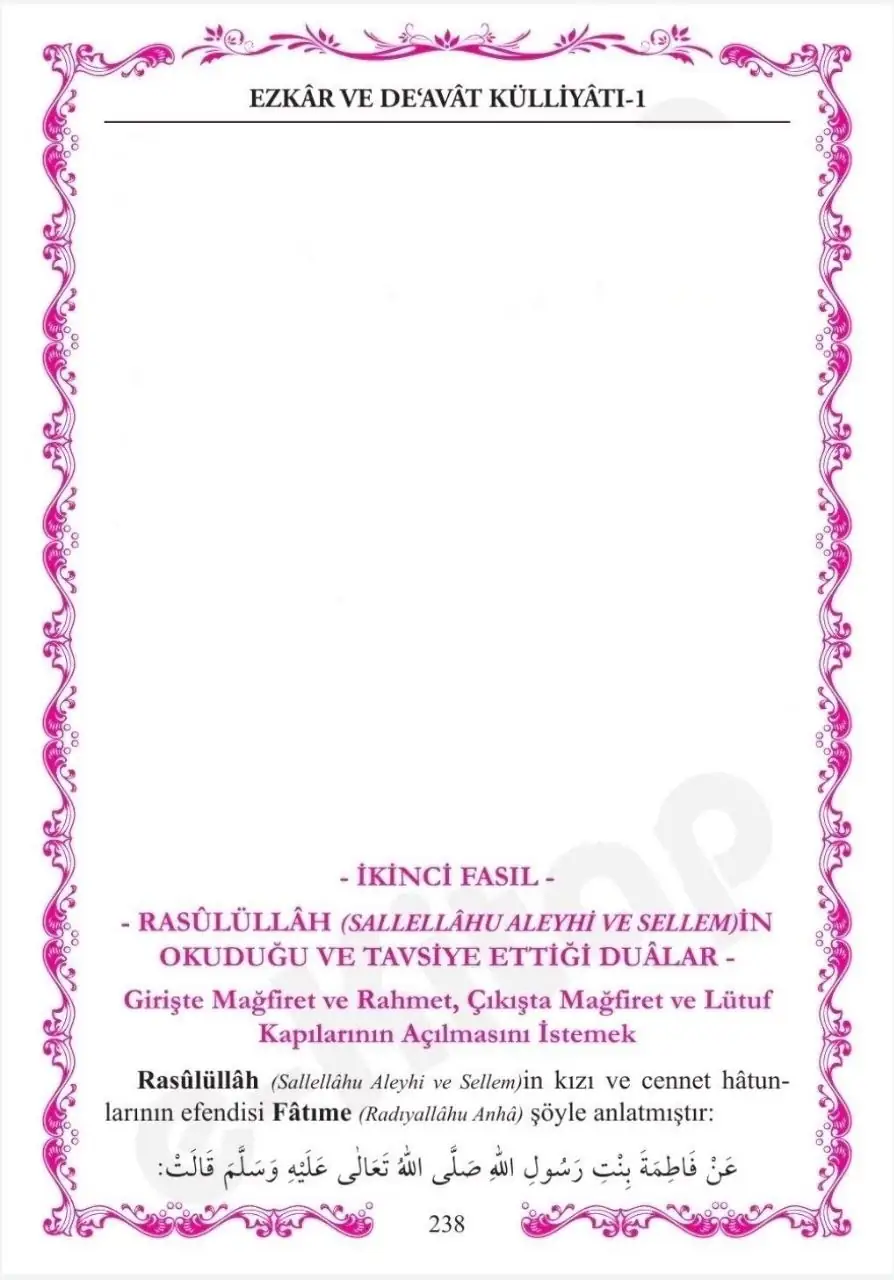 EZKÂR VE DE‘AVÂT KÜLLİYÂTI-1
- İKİNCİ FASIL -
- RASÛLÜLLÂH (SALLELLÂHU ALEYHİ VE SELLEM)İN
OKUDUĞU VE TAVSİYE ETTİĞİ DUÂLAR -
Girişte Mağfiret ve Rahmet, Çıkışta Mağfiret ve Lütuf
Kapılarının Açılmasını İstemek
Rasûlüllâh (Sallellâhu Aleyhi ve Sellem)in kızı ve cennet hâtun-
larının efendisi Fâtıme (Radıyallâhu Anhâ) şöyle anlatmıştır:
عَنْ فَاطِمَةَ بِنْتِ رَسُولِ اللهِ صَلَّى اللهُ تَعَالٰى عَلَيْهِ وَسَلَّمَ قَالَتْ:
238
e-kitap